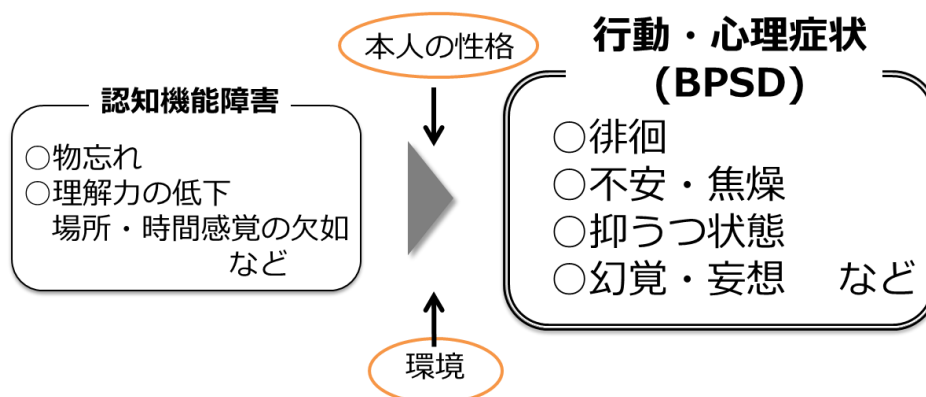 認知機能障害
○物忘れ
○理解力の低下
場所・時間感覚の欠如
など
本人の性格
環境
行動・心理症状
(BPSD)
○徘徊
○不安・焦燥
○抑うつ状態
○幻覚・妄想　など